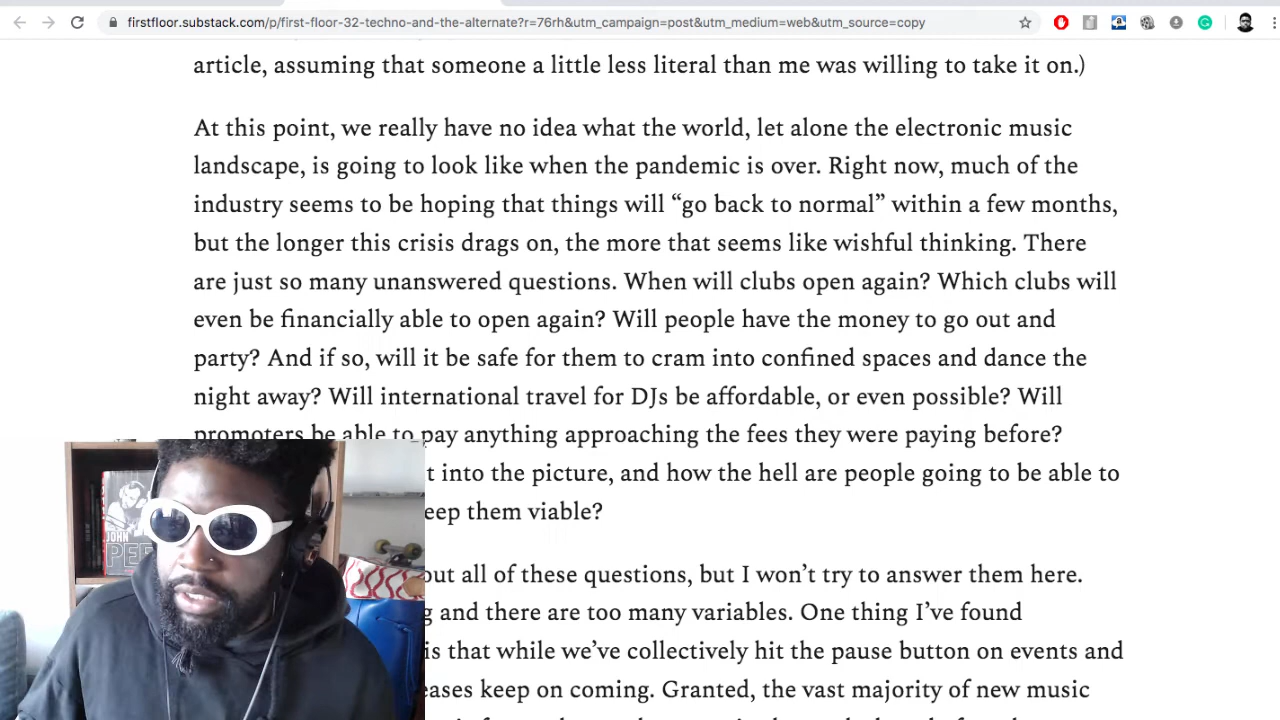 firstfloor.substack.com/p/first-floor-32-techno-and-the-alternate?r=76rh&utm_campaign=post&utm_medium=web&utm_source=copy
article, assuming that someone a little less literal than me was willing to take it on.)
At this point, we really have no idea what the world, let alone the electronic music
landscape, is going to look like when the pandemic is over. Right now, much of the
industry seems to be hoping that things will “go back to normal” within a few months,
but the longer this crisis drags on, the more that seems like wishful thinking. There
are just so many unanswered questions. When will clubs open again? Which clubs will
even be financially able to open again? Will people have the money to go out and
party? And if so, will it be safe for them to cram into confined spaces and dance the
night away? Will international travel for DJs be affordable, or even possible? Will
promoters be able to pay anything approaching the fees they were paying before?
into the picture, and how the hell are people going to be able to
them viable?
all of these questions, but I won’t try to answer them here.
and there are too many variables. One thing I’ve found
is that while we’ve collectively hit the pause button on events and
keep on coming. Granted, the vast majority of new music
JOHN